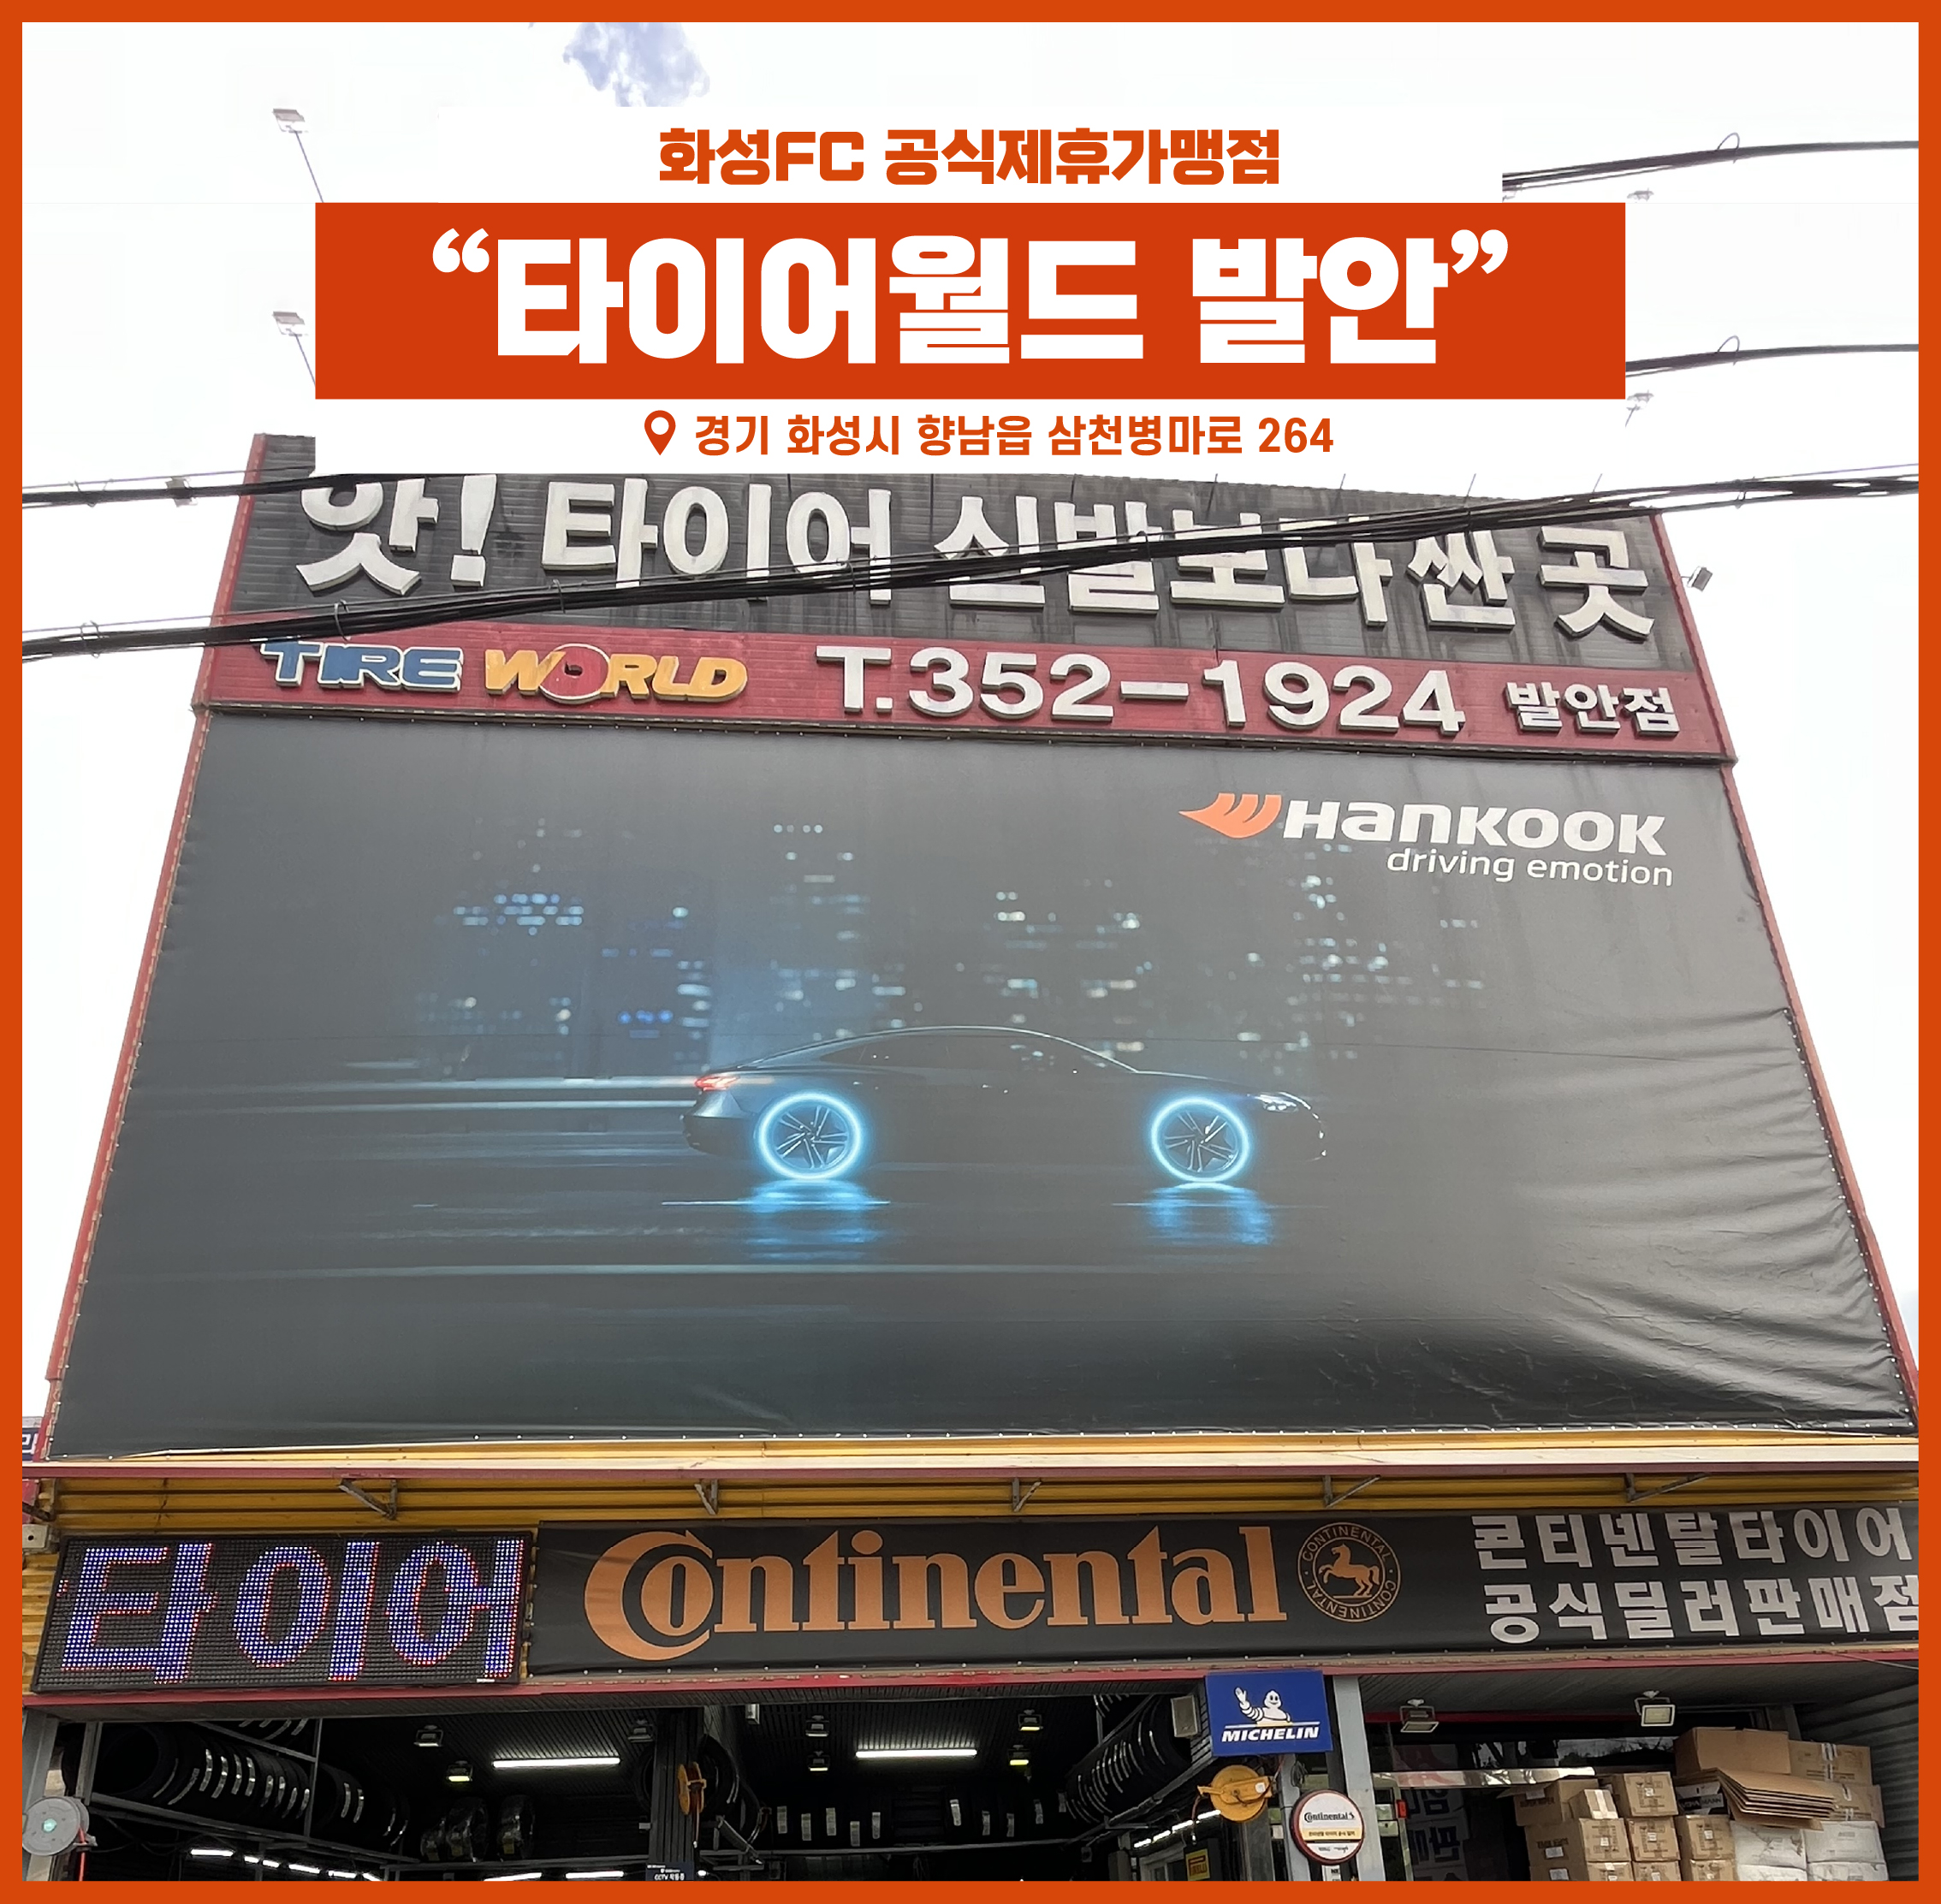 화성FC 공식제휴가맹점
“타이어월드 발안”
경기 화성시 향남읍 삼천병마로 264
앗! 타이어 신발보다 싼 곳
TIRE WORLD T.352-1924 발안점
HANKOOK
driving emotion
타이어
Continental
CONTINENTAL CONTINENTAL
콘티넨탈타이어
공식딜러판매점
MICHELIN
Continental